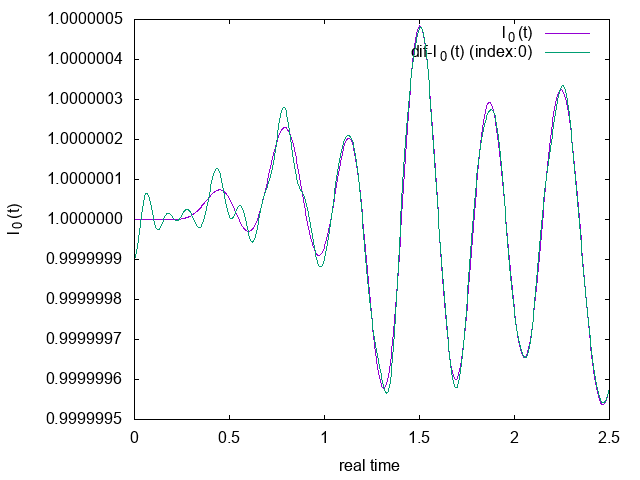 1.0000005
1.0000004
1.0000003
1.0000002
1.0000001
1.0000000
0.9999999
0.9999998
0.9999997
0.9999996
0.9999995
0 0.5 1 1.5 2 2.5
real time
I0(t)
I0(t)
dif-I0(t) (index:0)